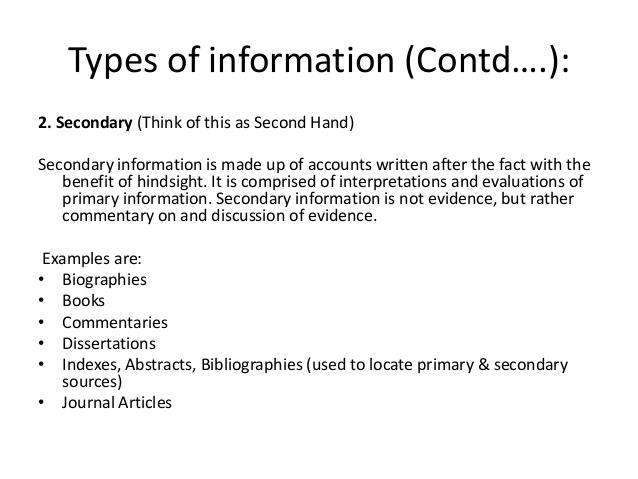 Types of information (Contd….):
2. Secondary (Think of this as Second Hand)
Secondary information is made up of accounts written after the fact with the
benefit of hindsight. It is comprised of interpretations and evaluations of
primary information. Secondary information is not evidence, but rather
commentary on and discussion of evidence.
Examples are:
• Biographies
• Books
• Commentaries
• Dissertations
• Indexes, Abstracts, Bibliographies (used to locate primary & secondary
sources)
• Journal Articles